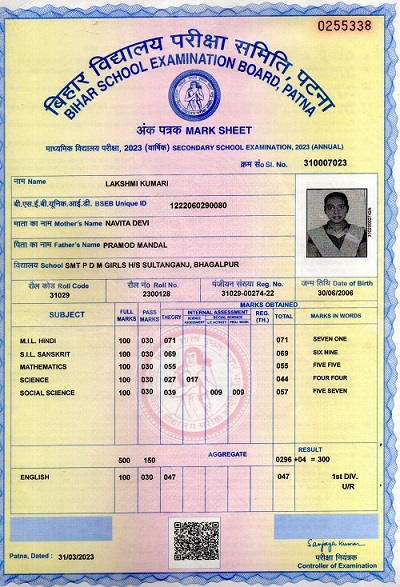 0255338
बिहार विद्यालय परीक्षा समिति, पटना
BIHAR SCHOOL EXAMINATION BOARD, PATNA
अंक पत्रक MARK SHEET
माध्यमिक विद्यालय परीक्षा, 2023 (वार्षिक) SECONDARY SCHOOL EXAMINATION, 2023 (ANNUAL)
क्रम सं० Sl. No. 310007023
नाम Name LAKSHMI KUMARI
बी.एस.ई.बी.यूनिक.आई.डी. BSEB Unique ID 1222060290080
माता का नाम Mother's Name NAVITA DEVI
पिता का नाम Father's Name PRAMOD MANDAL
विद्यालय School SMT P D M GIRLS H/S SULTANGANJ, BHAGALPUR
रौल कोड Roll Code रौल नं० Roll No. पंजीयन संख्या Reg. No. जन्म तिथि Date of Birth
31029 2300128 31029-00274-22 30/06/2006
MARKS OBTAINED
SUBJECT FULL MARKS PASS MARKS THEORY INTERNAL ASSESSMENT REG. (TH.) TOTAL MARKS IN WORDS
M.I.L. HINDI 100 030 071 071 SEVEN ONE
S.I.L. SANSKRIT 100 030 069 069 SIX NINE
MATHEMATICS 100 030 055 055 FIVE FIVE
SCIENCE 100 030 027 017 044 FOUR FOUR
SOCIAL SCIENCE 100 030 039 009 009 057 FIVE SEVEN
RESULT
500 150 0296 +04 = 300
ENGLISH 100 030 047 047 1st DIV.
U/R
Patna, Dated : 31/03/2023
Sanjay Kumar
परीक्षा नियंत्रक
Controller of Examination